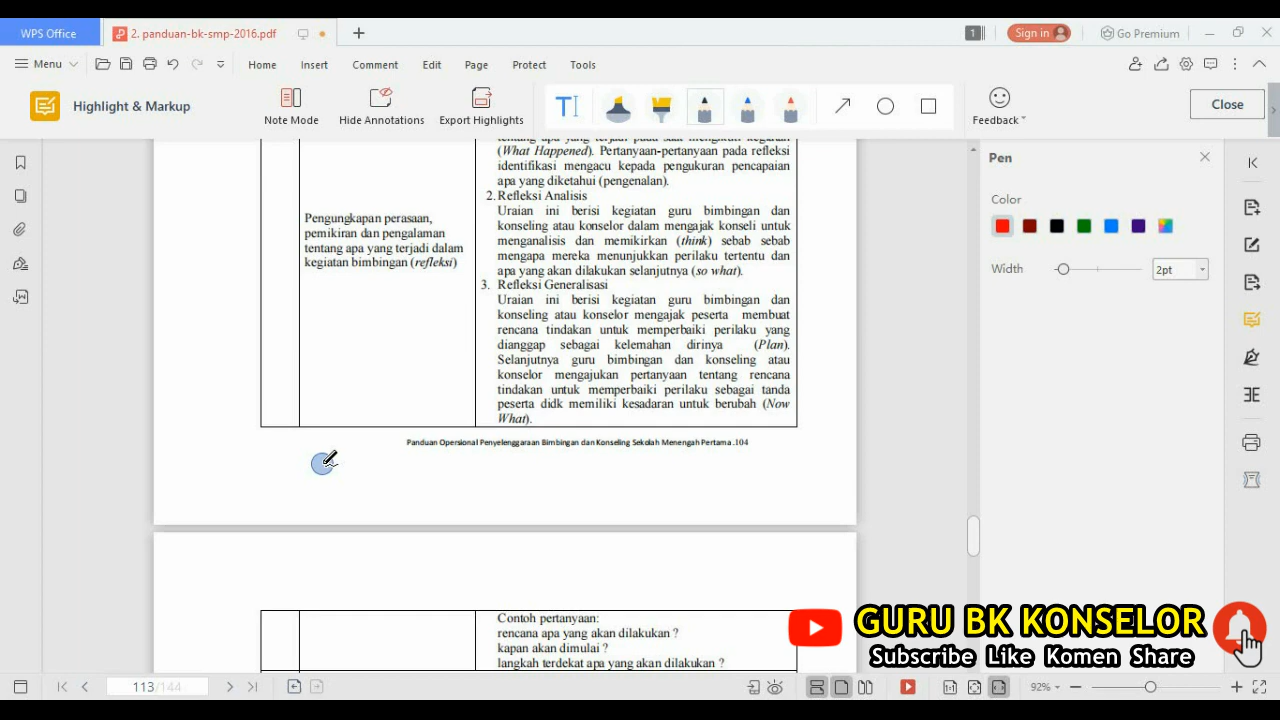 WPS Office
2. panduan-bk-smp-2016.pdf
1
Sign in
Go Premium
Menu
Home
Insert
Comment
Edit
Page
Protect
Tools
Highlight & Markup
Note Mode
Hide Annotations
Export Highlights
Feedback
Close
tentang apa yang terjadi pada saat mengikuti kegiatan
(What Happened). Pertanyaan-pertanyaan pada refleksi
identifikasi mengacu kepada pengukuran pencapaian
apa yang diketahui (pengenalan).
2. Refleksi Analisis
Uraian ini berisi kegiatan guru bimbingan dan
konseling atau konselor dalam mengajak konseli untuk
menganalisis dan memikirkan (think) sebab sebab
mengapa mereka menunjukkan perilaku tertentu dan
apa yang akan dilakukan selanjutnya (so what).
3. Refleksi Generalisasi
Uraian ini berisi kegiatan guru bimbingan dan
konseling atau konselor mengajak peserta membuat
rencana tindakan untuk memperbaiki perilaku yang
dianggap sebagai kelemahan dirinya (Plan).
Selanjutnya guru bimbingan dan konseling atau
konselor mengajukan pertanyaan tentang rencana
tindakan untuk memperbaiki perilaku sebagai tanda
peserta didk memiliki kesadaran untuk berubah (Now
What).
Pengungkapan perasaan,
pemikiran dan pengalaman
tentang apa yang terjadi dalam
kegiatan bimbingan (refleksi)
Panduan Opersional Penyelenggaraan Bimbingan dan Konseling Sekolah Menengah Pertama .104
Contoh pertanyaan:
rencana apa yang akan dilakukan ?
kapan akan dimulai ?
langkah terdekat apa yang akan dilakukan ?
Pen
Color
Width
2pt
GURU BK KONSELOR
Subscribe Like Komen Share
113/144
92%